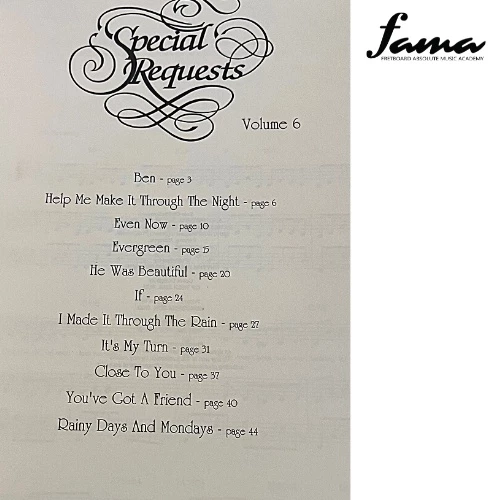 Special
Requests
Volume 6
Ben - page 3
Help Me Make It Through The Night - page 6
Even Now - page 10
Evergreen - page 15
He Was Beautiful - page 20
If - page 24
I Made It Through The Rain - page 27
It's My Turn - page 31
Close To You - page 37
You've Got A Friend - page 40
Rainy Days And Mondays - page 44
fama
FRETBOARD ABSOLUTE MUSIC ACADEMY